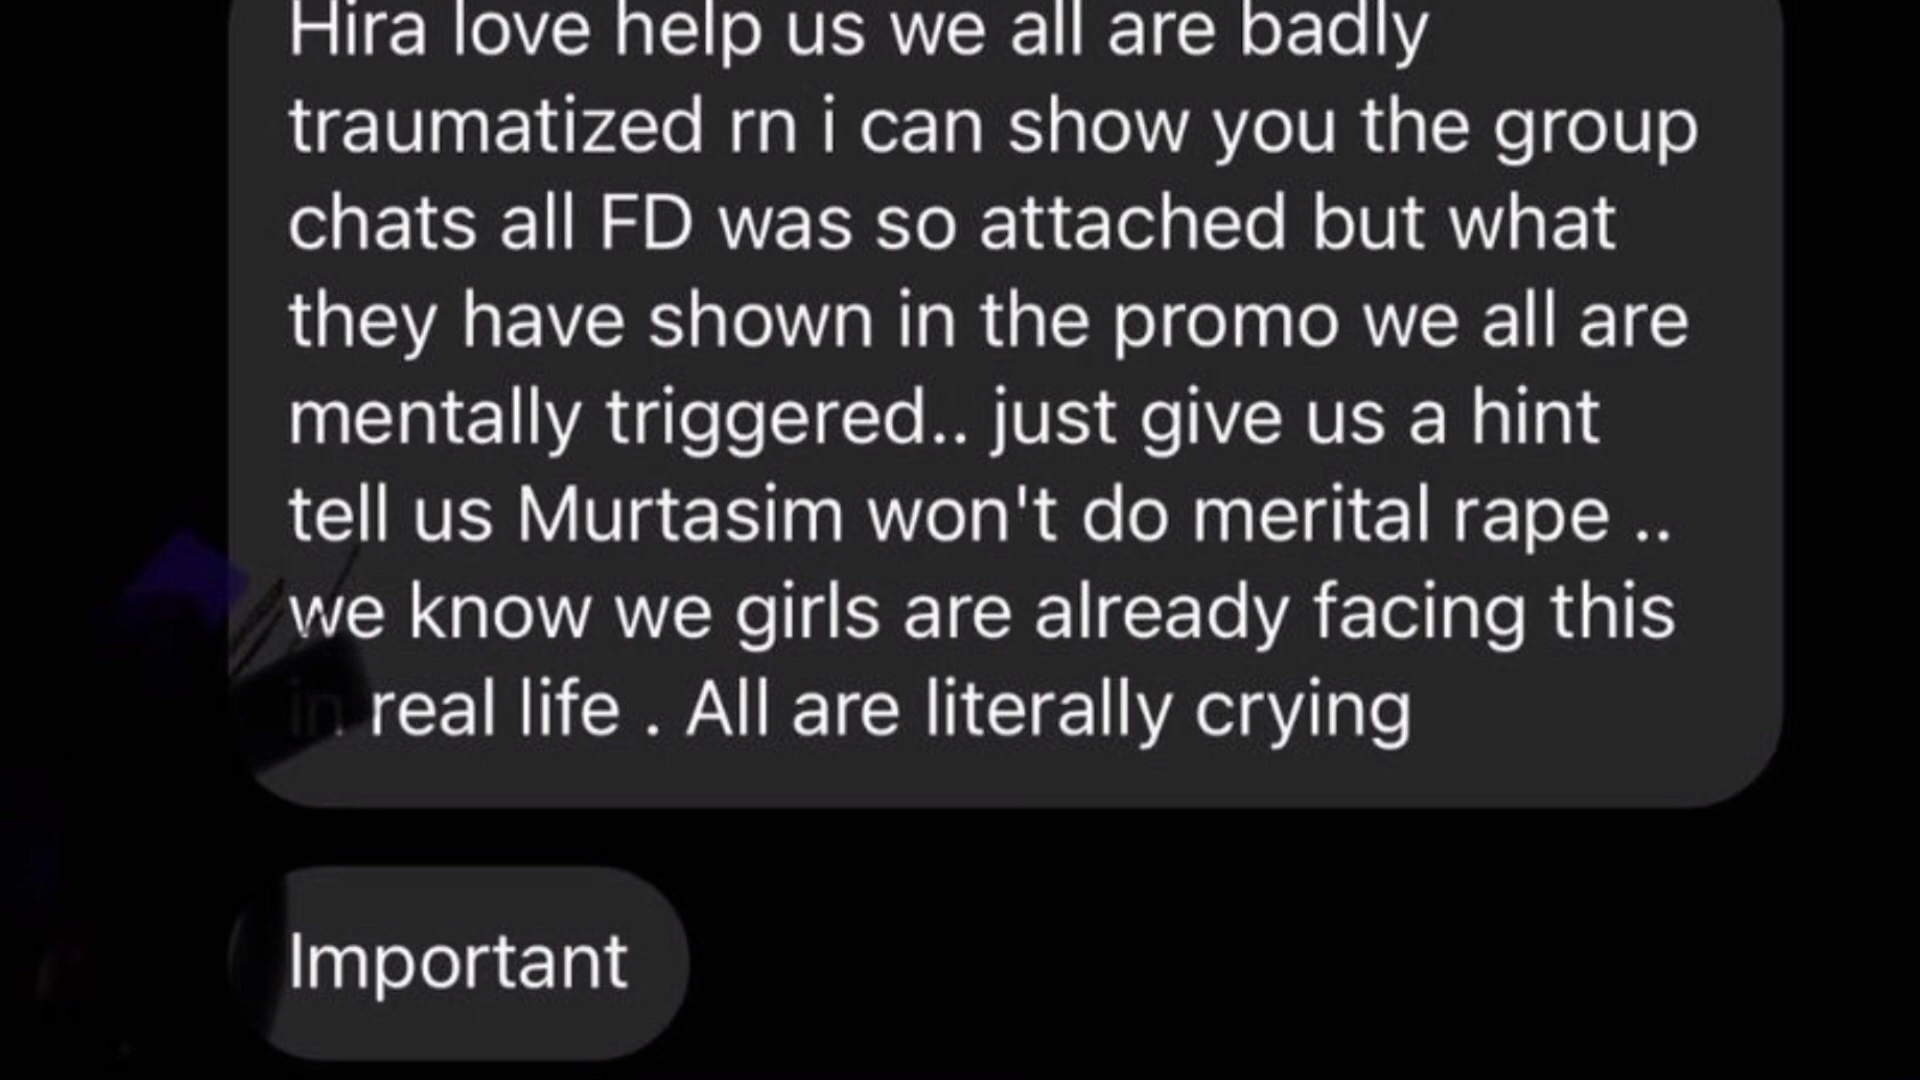 Hira love help us we all are badly
traumatized rn i can show you the group
chats all FD was so attached but what
they have shown in the promo we all are
mentally triggered.. just give us a hint
tell us Murtasim won't do merital rape ..
we know we girls are already facing this
in real life . All are literally crying
Important